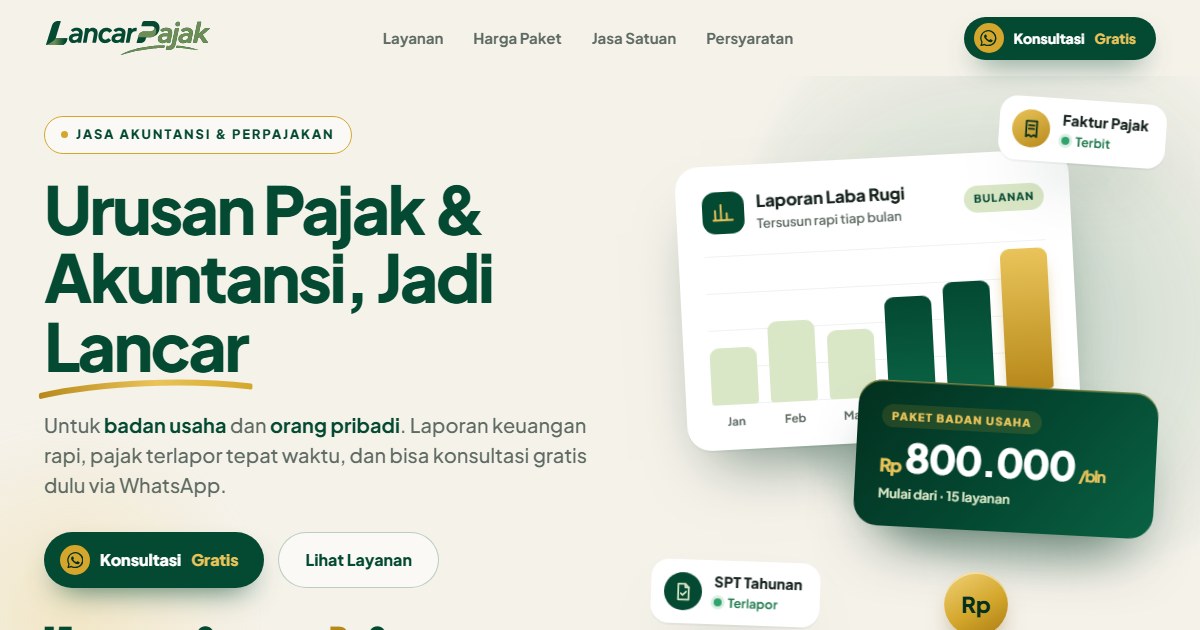 LancarPajak
Layanan
Harga Paket
Jasa Satuan
Persyaratan
Konsultasi Gratis
JASA AKUNTANSI & PERPAJAKAN
Urusan Pajak &
Akuntansi, Jadi
Lancar
Untuk badan usaha dan orang pribadi. Laporan keuangan
rapi, pajak terlapor tepat waktu, dan bisa konsultasi gratis
dulu via WhatsApp.
Konsultasi Gratis
Lihat Layanan
Faktur Pajak
Terbit
Laporan Laba Rugi
Tersusun rapi tiap bulan
BULANAN
Jan
Feb
PAKET BADAN USAHA
Rp 800.000 /bln
Mulai dari · 15 layanan
SPT Tahunan
Terlapor
Rp